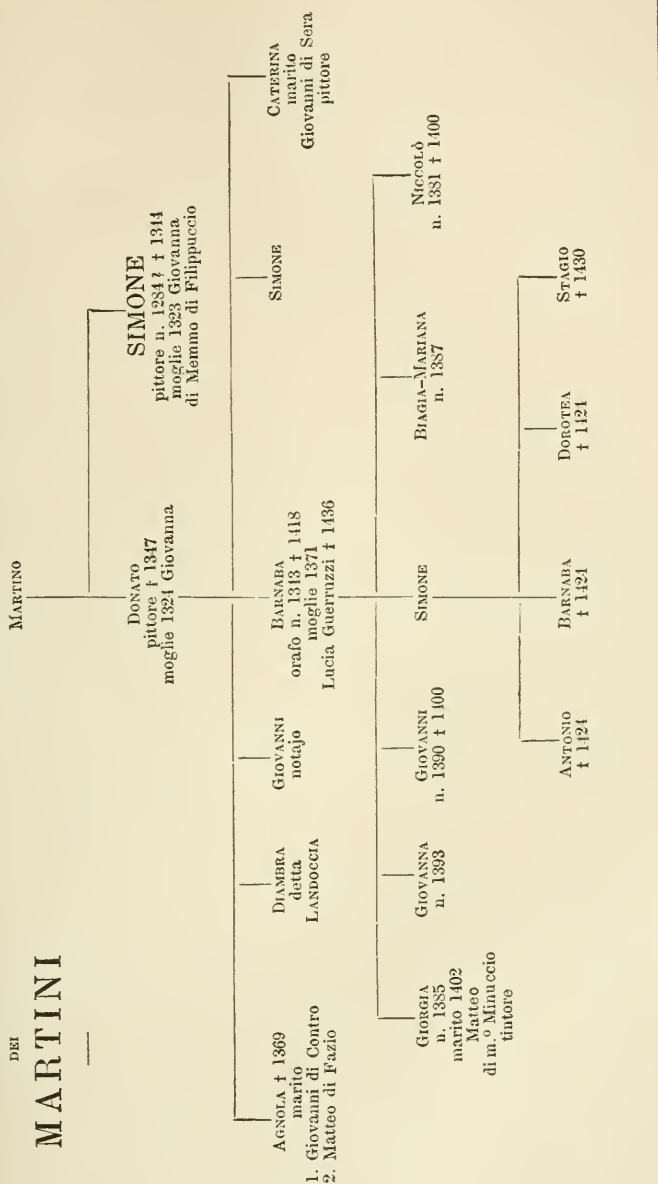 DEI
MARTINI
MARTINO
DONATO
pittore † 1347
moglie 1324 Giovanna
SIMONE
pittore n. 1284? † 1344
moglie 1323 Giovanna
di Memmo di Filippuccio
AGNOLA † 1369
marito
1. Giovanni di Contro
2. Matteo di Fazio
DIAMBRA
detta
LANDOCCIA
GIOVANNI
notajo
BARNABA
orafo n. 1343 † 1418
moglie 1371
Lucia Guerruzzi † 1436
SIMONE
CATERINA
marito
Giovanni di Sera
pittore
GIORGIA
n. 1385
marito 1402
Matteo
di m.º Minuccio
tintore
GIOVANNA
n. 1393
GIOVANNI
n. 1390 † 1400
SIMONE
BIAGIA-MARIANA
n. 1387
NICCOLÒ
n. 1381 † 1400
ANTONIO
† 1424
BARNABA
† 1424
DOROTEA
† 1424
STAGIO
† 1430